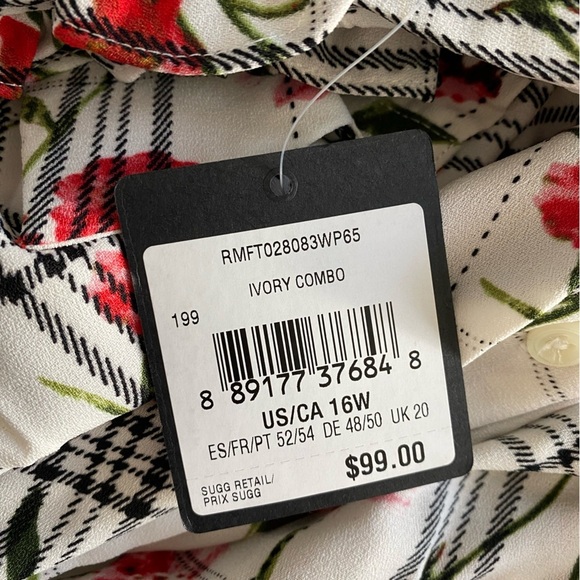 RMFT028083WP65
IVORY COMBO
199
8 89177 37684 8
US/CA 16W
ES/FR/PT 52/54 DE 48/50 UK 20
SUGG RETAIL/
PRIX SUGG
$99.00